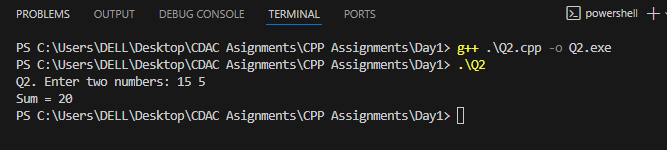 PROBLEMS OUTPUT DEBUG CONSOLE TERMINAL PORTS powershell
PS C:\Users\DELL\Desktop\CDAC Asignments\CPP Assignments\Day1> g++ .\Q2.cpp -o Q2.exe
PS C:\Users\DELL\Desktop\CDAC Asignments\CPP Assignments\Day1> .\Q2
Q2. Enter two numbers: 15 5
Sum = 20
PS C:\Users\DELL\Desktop\CDAC Asignments\CPP Assignments\Day1>